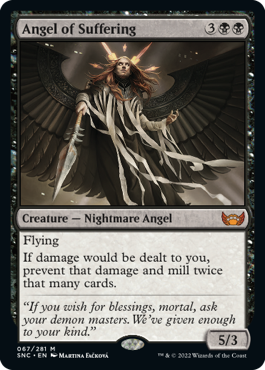 Angel of Suffering 3
Creature — Nightmare Angel
Flying
If damage would be dealt to you,
prevent that damage and mill twice
that many cards.
“If you wish for blessings, mortal, ask
your demon masters. We’ve given enough
to your kind.”
5/3
067/281 M
SNC • EN Martina Fačková
™ & © 2022 Wizards of the Coast